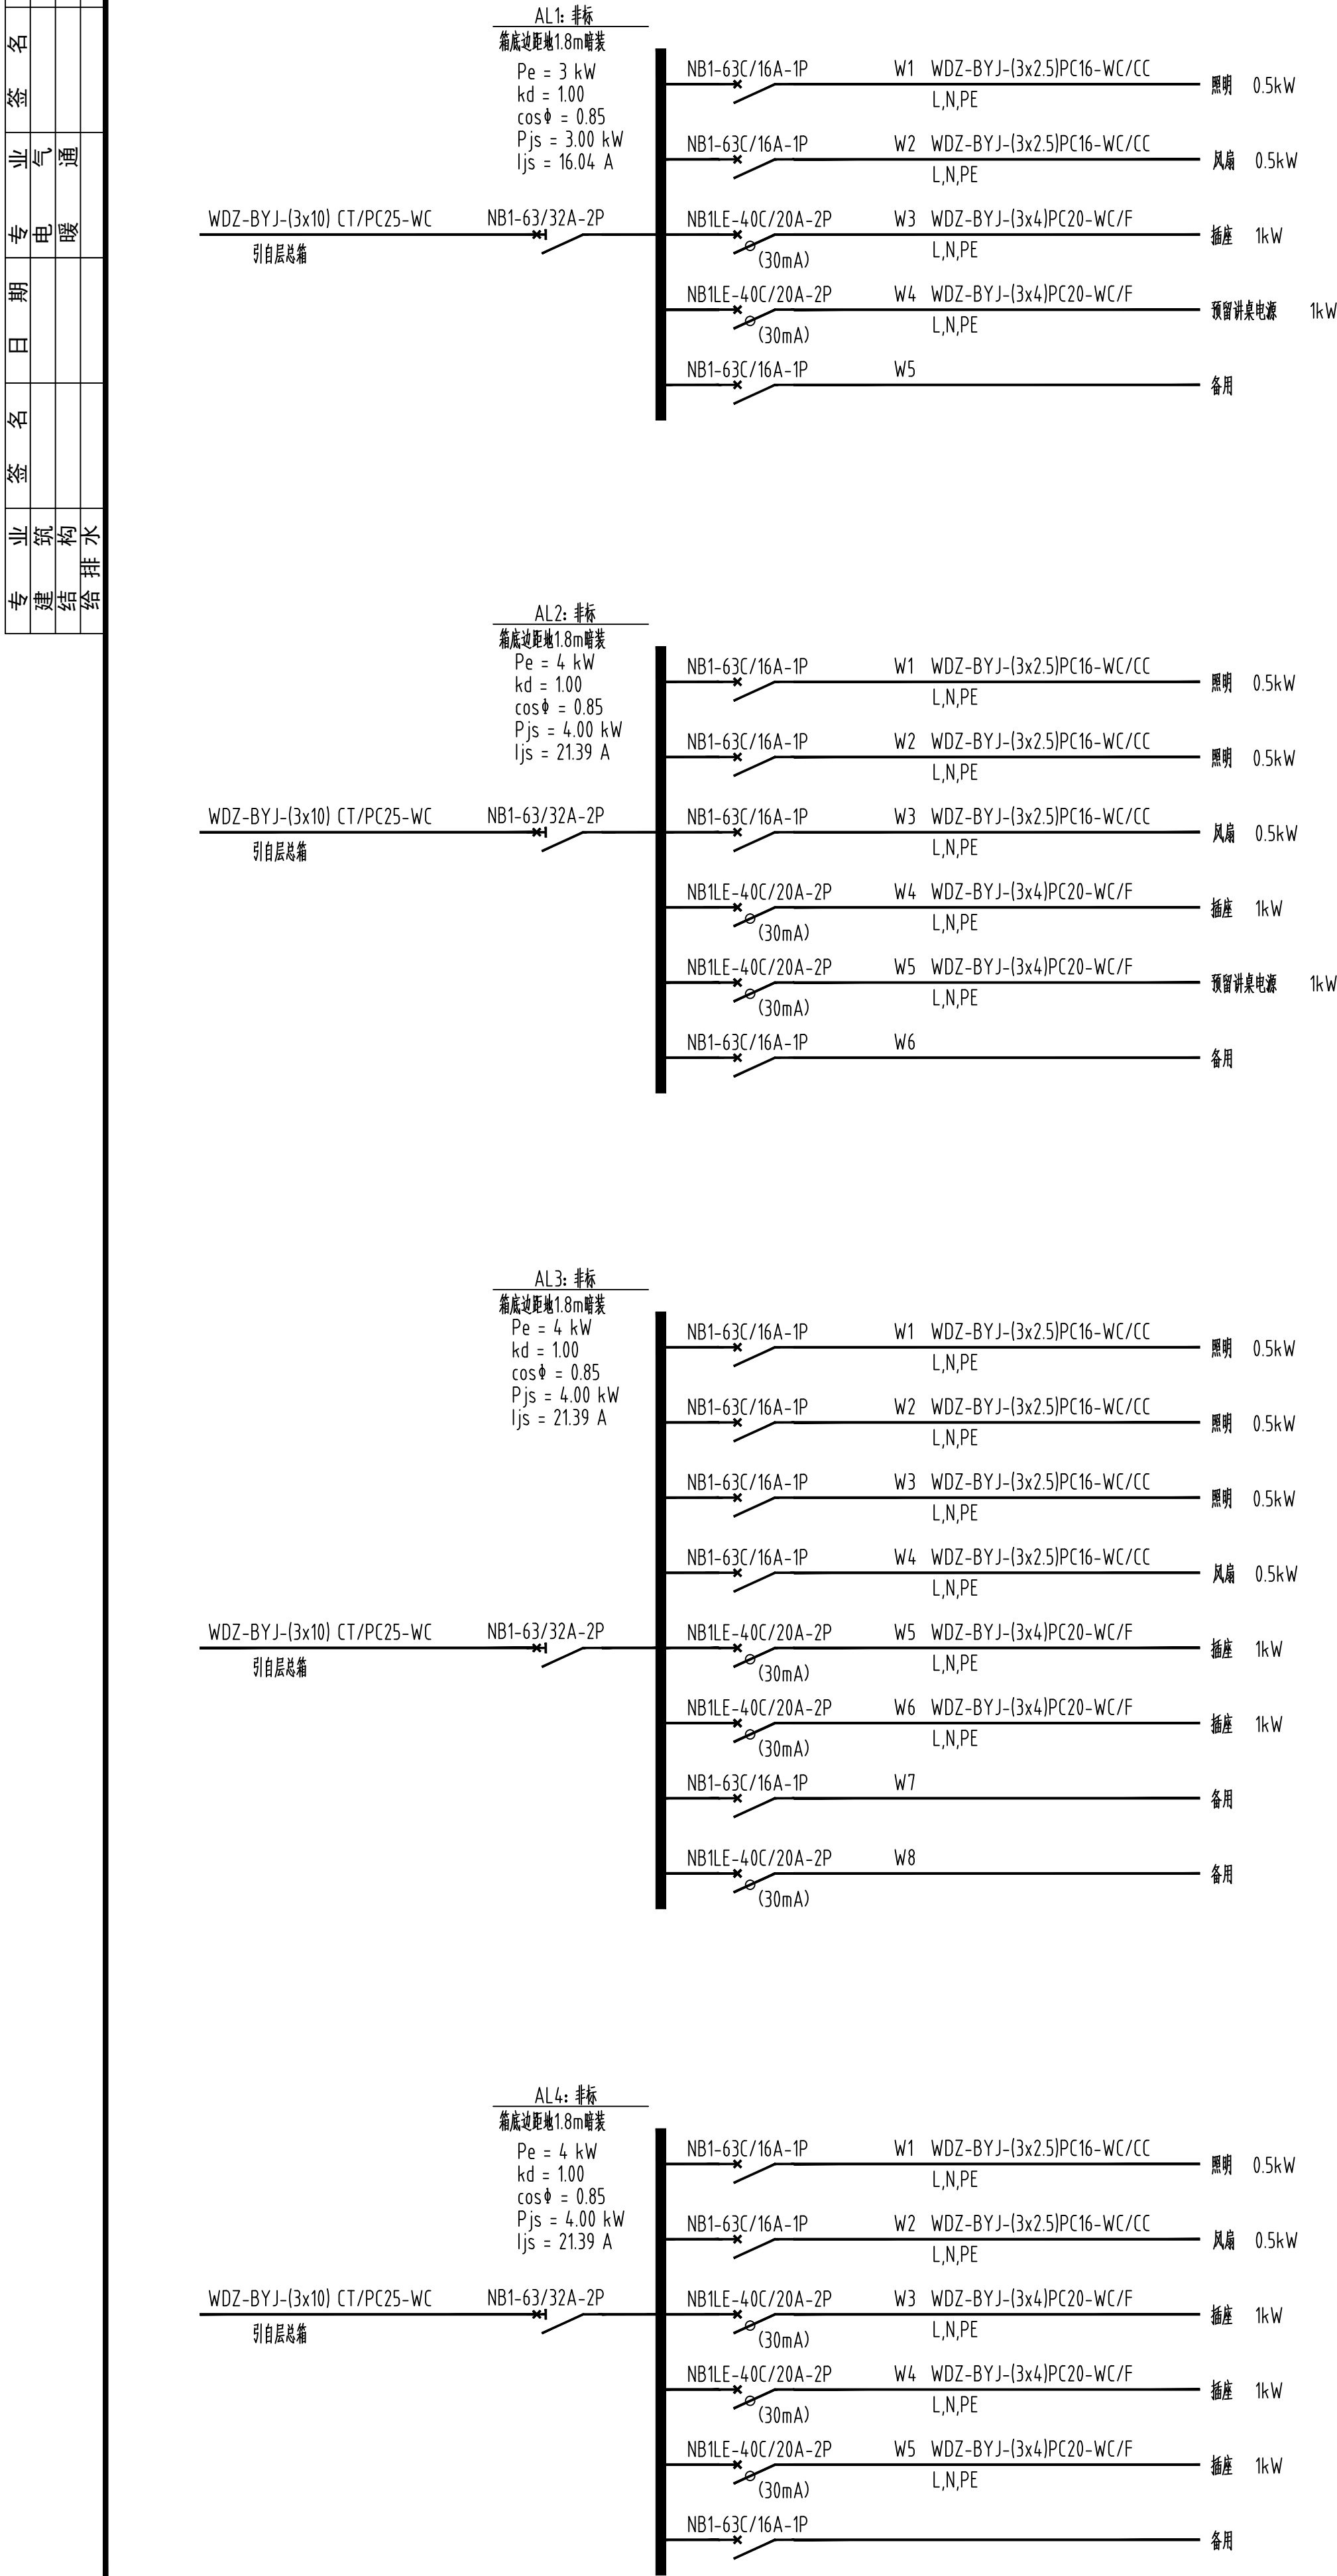 签 名
专 业
电 气
暖 通
日 期
签 名
专 业
建 筑
结 构
给 排 水
AL1: 非标
箱底边距地1.8m暗装
Pe = 3 kW
kd = 1.00
cosΦ = 0.85
Pjs = 3.00 kW
Ijs = 16.04 A
WDZ-BYJ-(3x10) CT/PC25-WC
引自层总箱
NB1-63/32A-2P
NB1-63C/16A-1P W1 WDZ-BYJ-(3x2.5)PC16-WC/CC 照明 0.5kW
L,N,PE
NB1-63C/16A-1P W2 WDZ-BYJ-(3x2.5)PC16-WC/CC 风扇 0.5kW
L,N,PE
NB1LE-40C/20A-2P W3 WDZ-BYJ-(3x4)PC20-WC/F 插座 1kW
(30mA) L,N,PE
NB1LE-40C/20A-2P W4 WDZ-BYJ-(3x4)PC20-WC/F 预留讲桌电源 1kW
(30mA) L,N,PE
NB1-63C/16A-1P W5 备用
AL2: 非标
箱底边距地1.8m暗装
Pe = 4 kW
kd = 1.00
cosΦ = 0.85
Pjs = 4.00 kW
Ijs = 21.39 A
WDZ-BYJ-(3x10) CT/PC25-WC
引自层总箱
NB1-63/32A-2P
NB1-63C/16A-1P W1 WDZ-BYJ-(3x2.5)PC16-WC/CC 照明 0.5kW
L,N,PE
NB1-63C/16A-1P W2 WDZ-BYJ-(3x2.5)PC16-WC/CC 照明 0.5kW
L,N,PE
NB1-63C/16A-1P W3 WDZ-BYJ-(3x2.5)PC16-WC/CC 风扇 0.5kW
L,N,PE
NB1LE-40C/20A-2P W4 WDZ-BYJ-(3x4)PC20-WC/F 插座 1kW
(30mA) L,N,PE
NB1LE-40C/20A-2P W5 WDZ-BYJ-(3x4)PC20-WC/F 预留讲桌电源 1kW
(30mA) L,N,PE
NB1-63C/16A-1P W6 备用
AL3: 非标
箱底边距地1.8m暗装
Pe = 4 kW
kd = 1.00
cosΦ = 0.85
Pjs = 4.00 kW
Ijs = 21.39 A
WDZ-BYJ-(3x10) CT/PC25-WC
引自层总箱
NB1-63/32A-2P
NB1-63C/16A-1P W1 WDZ-BYJ-(3x2.5)PC16-WC/CC 照明 0.5kW
L,N,PE
NB1-63C/16A-1P W2 WDZ-BYJ-(3x2.5)PC16-WC/CC 照明 0.5kW
L,N,PE
NB1-63C/16A-1P W3 WDZ-BYJ-(3x2.5)PC16-WC/CC 照明 0.5kW
L,N,PE
NB1-63C/16A-1P W4 WDZ-BYJ-(3x2.5)PC16-WC/CC 风扇 0.5kW
L,N,PE
NB1LE-40C/20A-2P W5 WDZ-BYJ-(3x4)PC20-WC/F 插座 1kW
(30mA) L,N,PE
NB1LE-40C/20A-2P W6 WDZ-BYJ-(3x4)PC20-WC/F 插座 1kW
(30mA) L,N,PE
NB1-63C/16A-1P W7 备用
NB1LE-40C/20A-2P W8 备用
(30mA)
AL4: 非标
箱底边距地1.8m暗装
Pe = 4 kW
kd = 1.00
cosΦ = 0.85
Pjs = 4.00 kW
Ijs = 21.39 A
WDZ-BYJ-(3x10) CT/PC25-WC
引自层总箱
NB1-63/32A-2P
NB1-63C/16A-1P W1 WDZ-BYJ-(3x2.5)PC16-WC/CC 照明 0.5kW
L,N,PE
NB1-63C/16A-1P W2 WDZ-BYJ-(3x2.5)PC16-WC/CC 风扇 0.5kW
L,N,PE
NB1LE-40C/20A-2P W3 WDZ-BYJ-(3x4)PC20-WC/F 插座 1kW
(30mA) L,N,PE
NB1LE-40C/20A-2P W4 WDZ-BYJ-(3x4)PC20-WC/F 插座 1kW
(30mA) L,N,PE
NB1LE-40C/20A-2P W5 WDZ-BYJ-(3x4)PC20-WC/F 插座 1kW
(30mA) L,N,PE
NB1-63C/16A-1P 备用